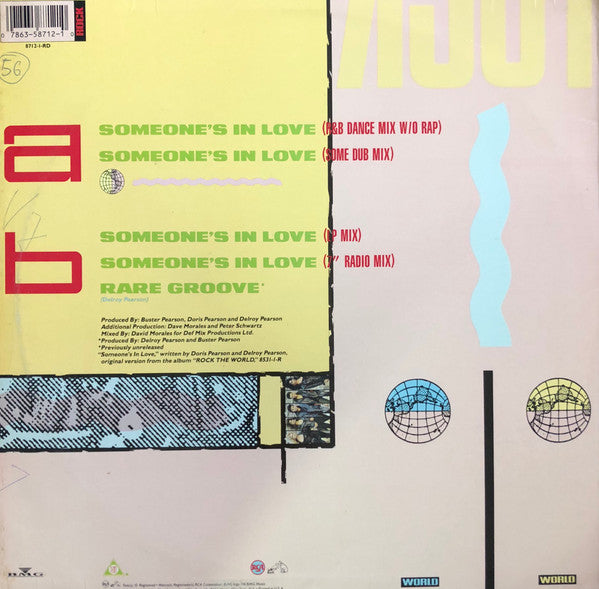 0 7863-58712-1 0
ROCK
8712-1-RD
56
ROCK
a
SOMEONE'S IN LOVE (R&B DANCE MIX W/O RAP)
SOMEONE'S IN LOVE (SOME DUB MIX)
b
SOMEONE'S IN LOVE (LP MIX)
SOMEONE'S IN LOVE (7" RADIO MIX)
RARE GROOVE*
(Delroy Pearson)
Produced By: Buster Pearson, Doris Pearson and Delroy Pearson
Additional Production: Dave Morales and Peter Schwartz
Mixed By: David Morales for Def Mix Productions Ltd.
*Produced By: Delroy Pearson and Buster Pearson
*Previously unreleased
"Someone's In Love," written by Doris Pearson and Delroy Pearson,
original version from the album "ROCK THE WORLD," 8531-1-R
BMG
RCA
WORLD
WORLD